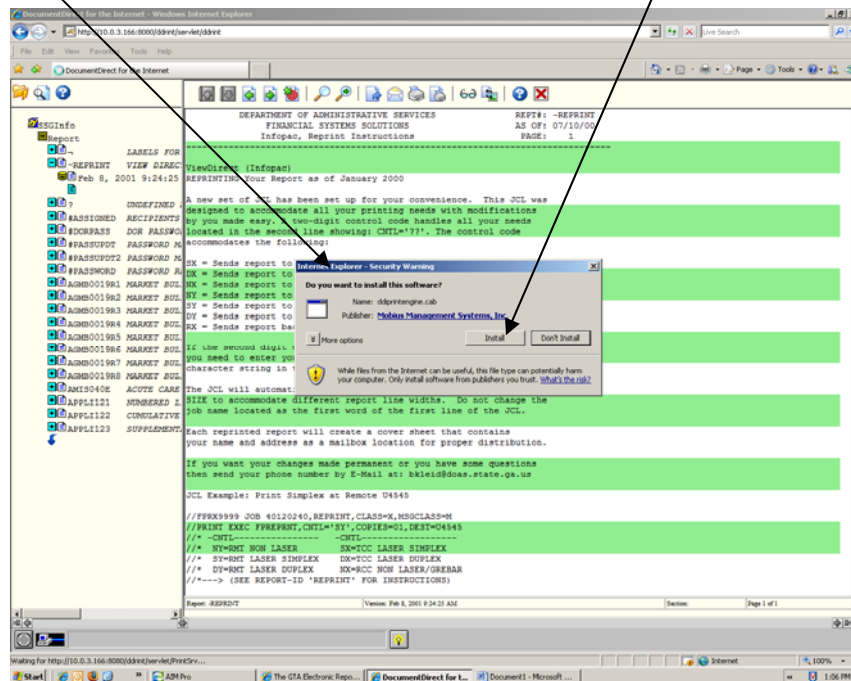 DocumentDirect for the Internet - Windows Internet Explorer
http://10.0.3.166:8080/ddrint/servlet/ddrint
Live Search
File Edit View Favorites Tools Help
DocumentDirect for the Internet
Page Tools
SSGInfo
Report
LABELS FOR
-REPRINT VIEW DIREC
Feb 8, 2001 9:24:25
? UNDEFINED
#ASSIGNED RECIPIENTS
#DORPASS DOR PASSWO
#PASSUPDT PASSWORD M
#PASSUPDT2 PASSWORD M
#PASSWORD PASSWORD R
AGMB0019R1 MARKET BUL
AGMB0019R2 MARKET BUL
AGMB0019R3 MARKET BUL
AGMB0019R4 MARKET BUL
AGMB0019R5 MARKET BUL
AGMB0019R6 MARKET BUL
AGMB0019R7 MARKET BUL
AGMB0019R8 MARKET BUL
AMIS040E ACUTE CARE
APPLI121 NUMBERED L
APPLI122 CUMULATIVE
APPLI123 SUPPLEMENT
DEPARTMENT OF ADMINISTRATIVE SERVICES REPT#: -REPRINT
FINANCIAL SYSTEMS SOLUTIONS AS OF: 07/10/00
Infopac, Reprint Instructions PAGE: 1
ViewDirect (Infopac)
REPRINTING Your Report as of January 2000
A new set of JCL has been set up for your convenience. This JCL was
designed to accommodate all your printing needs with modifications
by you made easy. A two-digit control code handles all your needs
located in the second line showing: CNTL='??'. The control code
accommodates the following:
SX = Sends report to
DX = Sends report to
NX = Sends report to
NY = Sends report to
SY = Sends report to
DY = Sends report to
RX = Sends report bac
If the second digit
you need to enter you
character string in t
The JCL will automat
SIZE to accommodate different report line widths. Do not change the
job name located as the first word of the first line of the JCL.
Each reprinted report will create a cover sheet that contains
your name and address as a mailbox location for proper distribution.
If you want your changes made permanent or you have some questions
then send your phone number by E-Mail at: bkleid@doas.state.ga.us
JCL Example: Print Simplex at Remote U4545
//FPRX9999 JOB 40120240,REPRINT,CLASS=X,MSGCLASS=M
//PRINT EXEC FPREPRNT,CNTL='SY',COPIES=01,DEST=U4545
//* -CNTL---------------- -CNTL-------------------
//* NY=RMT NON LASER SX=TCC LASER SIMPLEX
//* SY=RMT LASER SIMPLEX DX=TCC LASER DUPLEX
//* DY=RMT LASER DUPLEX NX=RCC NON LASER/GREBAR
//*---> (SEE REPORT-ID 'REPRINT' FOR INSTRUCTIONS)
Internet Explorer - Security Warning
Do you want to install this software?
Name: ddprintengine.cab
Publisher: Mobius Management Systems, Inc.
More options Install Don't Install
While files from the Internet can be useful, this file type can potentially harm
your computer. Only install software from publishers you trust. What's the risk?
Report: -REPRINT Version: Feb 8, 2001 9:24:25 AM Section: Page 1 of 1
Waiting for http://10.0.3.166:8080/ddrint/servlet/PrintSrv... Internet 100%
Start AIM Pro The GTA Electronic Repo... DocumentDirect for t... Document1 - Microsoft ... 1:06 PM